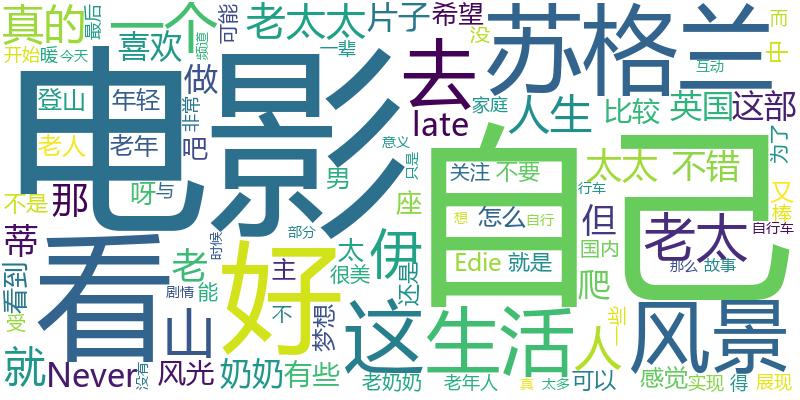 真的 一个 老太太 片子 希望 没 苏格兰 而
最后 频道 可能 中
开始 暖 今天 喜欢 一辈 去 互动
电影 登山 年轻 非常 做 家庭 人生 比较 英国 这部
老人 老年 吧 late 意义 只是 自己 为了
不是 那 呀 与 男 关注 不要 太太 不错 又
蒂 座 想 自行 行车 棒
看 好 部分 太 伊 怎么 但 老太 自行车
看到 老 时候 很美 还是 Edie 就是 国内 那么 故事
受 剧情 能 主 不 爬
就 山 梦想 这 生活 人 一些 风景
Never 没有 风光 奶奶 有些 老奶奶 老年人 真 太多 可以 感觉 实现 得 展现